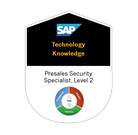 SAP
Technology
Knowledge
Presales Security
Specialist, Level 2